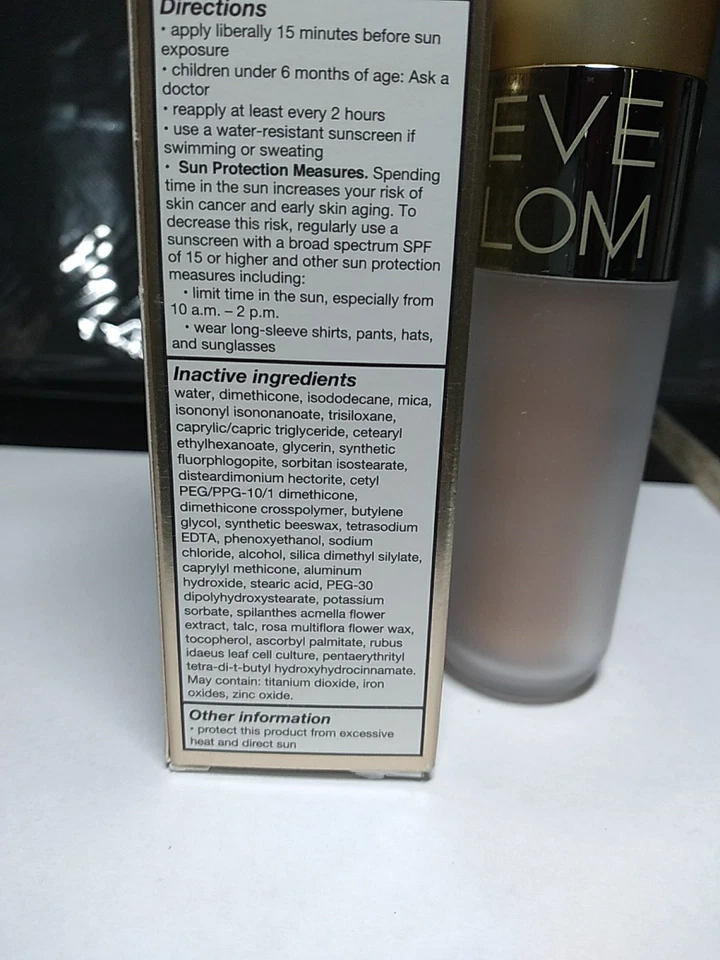 Directions
• apply liberally 15 minutes before sun
exposure
• children under 6 months of age: Ask a
doctor
• reapply at least every 2 hours
• use a water-resistant sunscreen if
swimming or sweating
• Sun Protection Measures. Spending
time in the sun increases your risk of
skin cancer and early skin aging. To
decrease this risk, regularly use a
sunscreen with a broad spectrum SPF
of 15 or higher and other sun protection
measures including:
• limit time in the sun, especially from
10 a.m. – 2 p.m.
• wear long-sleeve shirts, pants, hats,
and sunglasses
Inactive ingredients
water, dimethicone, isododecane, mica,
isononyl isononanoate, trisiloxane,
caprylic/capric triglyceride, cetearyl
ethylhexanoate, glycerin, synthetic
fluorphlogopite, sorbitan isostearate,
disteardimonium hectorite, cetyl
PEG/PPG-10/1 dimethicone,
dimethicone crosspolymer, butylene
glycol, synthetic beeswax, tetrasodium
EDTA, phenoxyethanol, sodium
chloride, alcohol, silica dimethyl silylate,
caprylyl methicone, aluminum
hydroxide, stearic acid, PEG-30
dipolyhydroxystearate, potassium
sorbate, spilanthes acmella flower
extract, talc, rosa multiflora flower wax,
tocopherol, ascorbyl palmitate, rubus
idaeus leaf cell culture, pentaerythrityl
tetra-di-t-butyl hydroxyhydrocinnamate.
May contain: titanium dioxide, iron
oxides, zinc oxide.
Other information
• protect this product from excessive
heat and direct sun
EVE
LOM